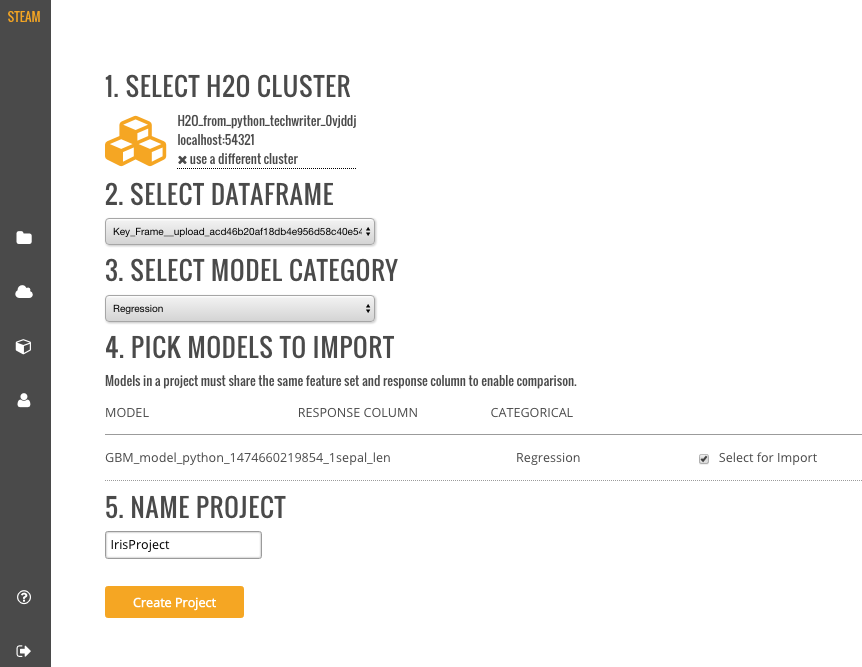 STEAM
1. SELECT H2O CLUSTER
H2O_from_python_techwriter_0vjddj
localhost:54321
✖ use a different cluster
2. SELECT DATAFRAME
Key_Frame__upload_acd46b20af18db4e956d58c40e54
3. SELECT MODEL CATEGORY
Regression
4. PICK MODELS TO IMPORT
Models in a project must share the same feature set and response column to enable comparison.
MODEL RESPONSE COLUMN CATEGORICAL
GBM_model_python_1474660219854_1sepal_len Regression Select for Import
5. NAME PROJECT
IrisProject
Create Project